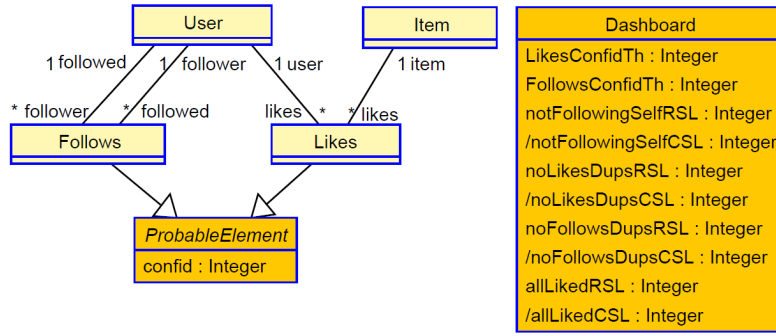 User
Item
Dashboard
1 followed
1 follower
1 user
1 item
* follower
* followed
likes *
* likes
Follows
Likes
ProbableElement
confid : Integer
LikesConfidTh : Integer
FollowsConfidTh : Integer
notFollowingSelfRSL : Integer
/notFollowingSelfCSL : Integer
noLikesDupsRSL : Integer
/noLikesDupsCSL : Integer
noFollowsDupsRSL : Integer
/noFollowsDupsCSL : Integer
allLikedRSL : Integer
/allLikedCSL : Integer